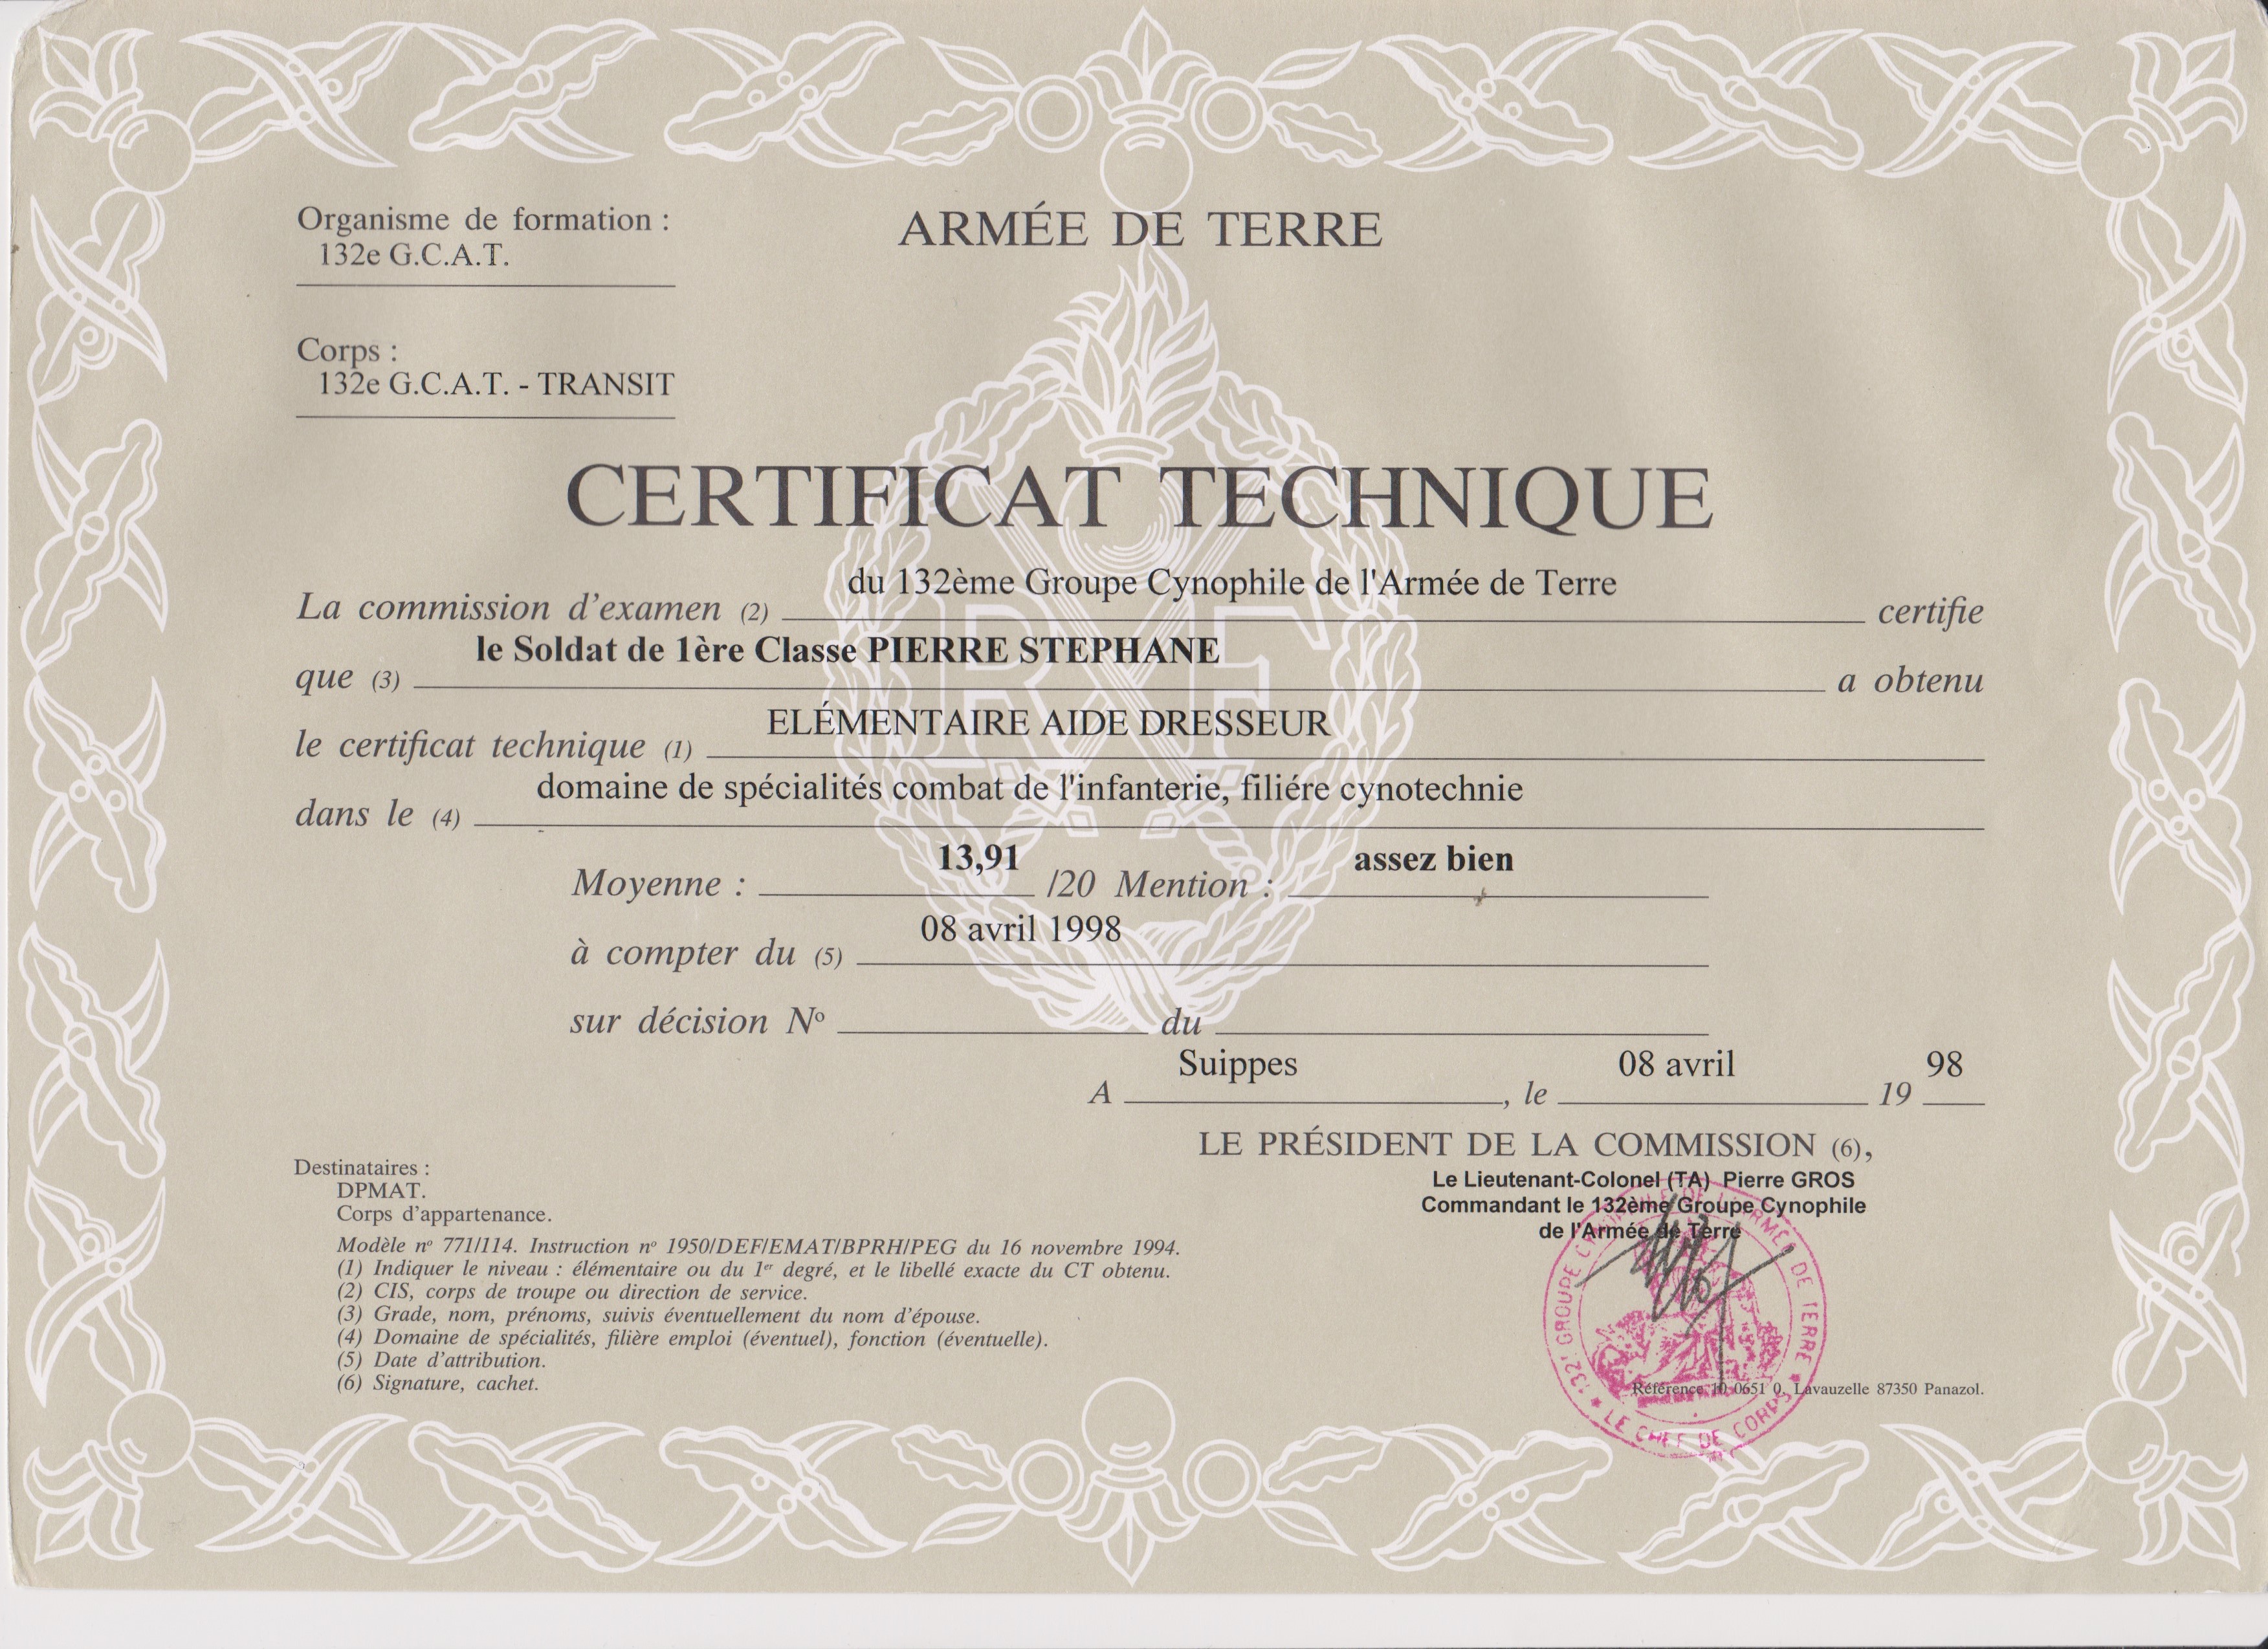 Organisme de formation :
132e G.C.A.T.
ARMÉE DE TERRE
Corps :
132e G.C.A.T. - TRANSIT
CERTIFICAT TECHNIQUE
La commission d'examen (2) du 132ème Groupe Cynophile de l'Armée de Terre certifie
que (3) le Soldat de 1ère Classe PIERRE STEPHANE a obtenu
le certificat technique (1) ELÉMENTAIRE AIDE DRESSEUR
dans le (4) domaine de spécialités combat de l'infanterie, filiére cynotechnie
Moyenne : 13,91 /20 Mention : assez bien
à compter du (5) 08 avril 1998
sur décision Nº du
A Suippes, le 08 avril 19 98
LE PRÉSIDENT DE LA COMMISSION (6),
Le Lieutenant-Colonel (TA) Pierre GROS
Commandant le 132ème Groupe Cynophile
de l'Armée de Terre
132e GROUPE CYNOPHILE DE L'ARMÉE DE TERRE
* LE CHEF DE CORPS *
RF
Destinataires :
DPMAT.
Corps d'appartenance.
Modèle nº 771/114. Instruction nº 1950/DEF/EMAT/BPRH/PEG du 16 novembre 1994.
(1) Indiquer le niveau : élémentaire ou du 1er degré, et le libellé exacte du CT obtenu.
(2) CIS, corps de troupe ou direction de service.
(3) Grade, nom, prénoms, suivis éventuellement du nom d'épouse.
(4) Domaine de spécialités, filière emploi (éventuel), fonction (éventuelle).
(5) Date d'attribution.
(6) Signature, cachet.
Référence 10 0651 0. Lavauzelle 87350 Panazol.